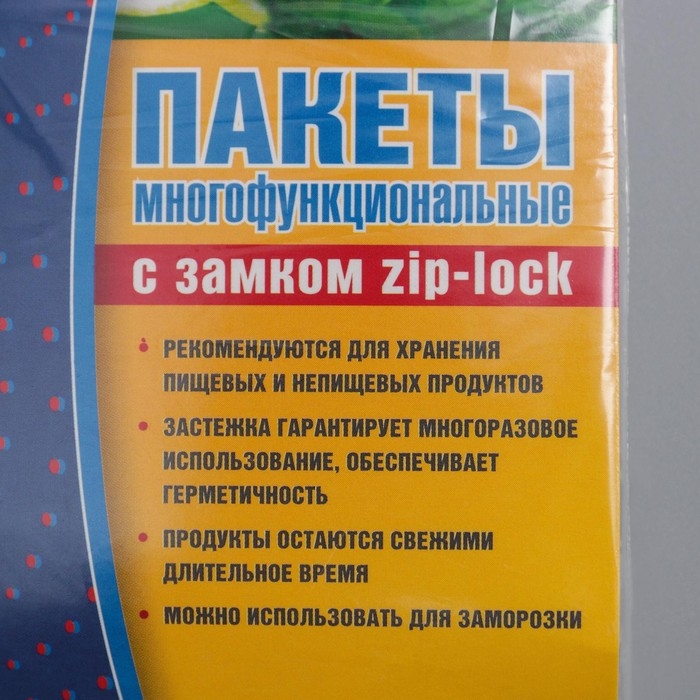 ПАКЕТЫ
многофункциональные
с замком zip-lock
• РЕКОМЕНДУЮТСЯ ДЛЯ ХРАНЕНИЯ
ПИЩЕВЫХ И НЕПИЩЕВЫХ ПРОДУКТОВ
• ЗАСТЕЖКА ГАРАНТИРУЕТ МНОГОРАЗОВОЕ
ИСПОЛЬЗОВАНИЕ, ОБЕСПЕЧИВАЕТ
ГЕРМЕТИЧНОСТЬ
• ПРОДУКТЫ ОСТАЮТСЯ СВЕЖИМИ
ДЛИТЕЛЬНОЕ ВРЕМЯ
• МОЖНО ИСПОЛЬЗОВАТЬ ДЛЯ ЗАМОРОЗКИ